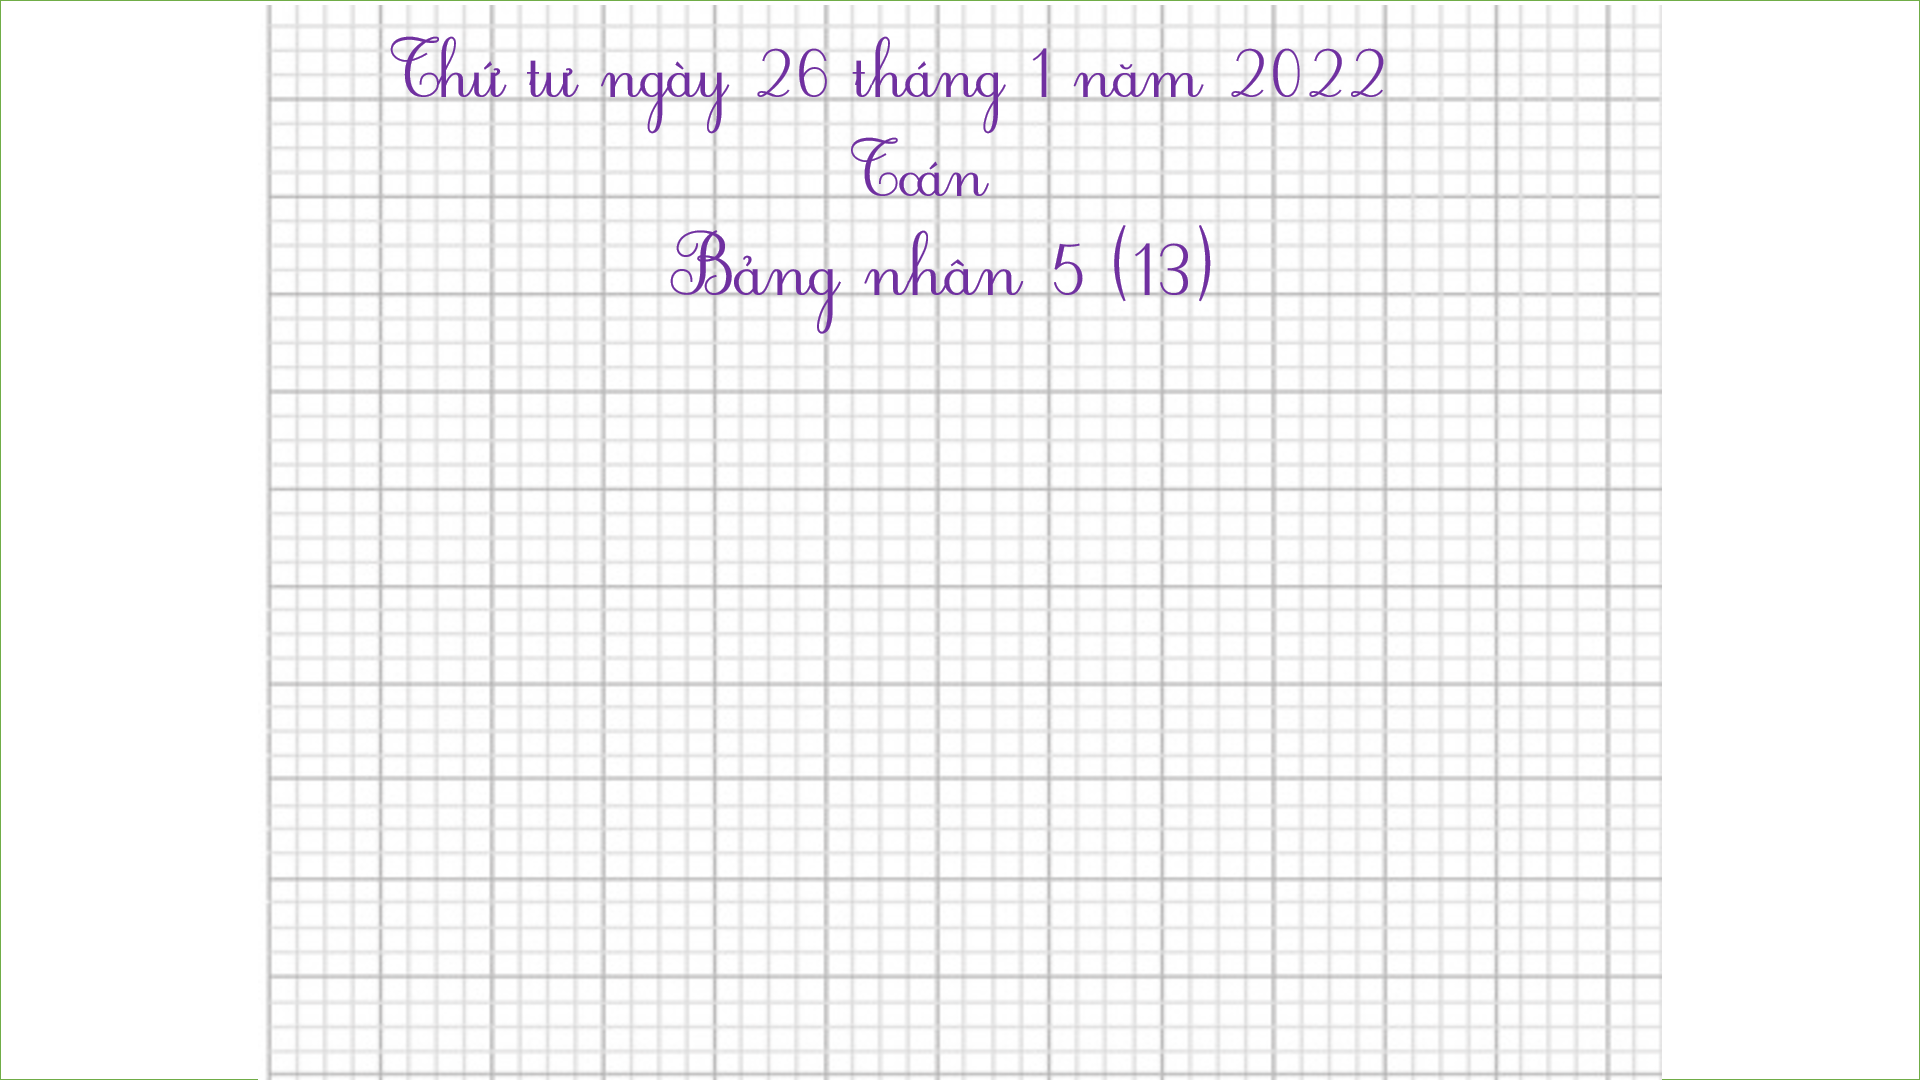 Thứ tư ngày 26 tháng 1 năm 2022
Toán
Bảng nhân 5 (13)